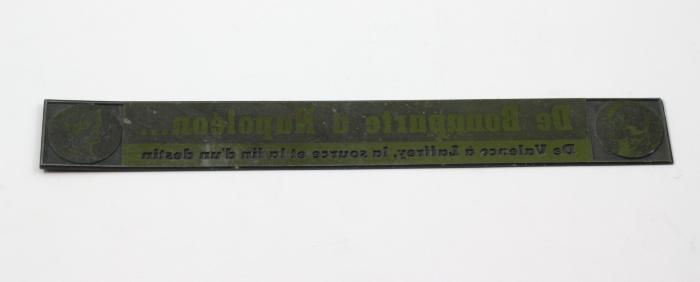 De Bonaparte à Napoléon...
De Valence à Laffrey, la source et la fin d'un destin